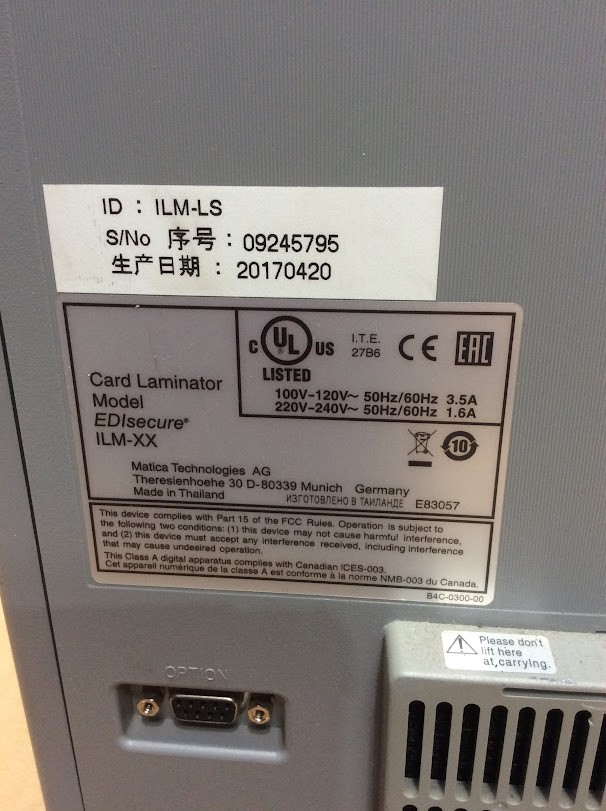 ID : ILM-LS
S/No 序号 : 09245795
生产日期 : 20170420
Card Laminator
Model
EDIsecure®
ILM-XX
C UL US
LISTED
I.T.E.
27B6
CE EAC
100V-120V~ 50Hz/60Hz 3.5A
220V-240V~ 50Hz/60Hz 1.6A
10
Matica Technologies AG
Theresienhoehe 30 D-80339 Munich Germany
Made in Thailand ИЗГОТОВЛЕНО В ТАИЛАНДЕ E83057
This device complies with Part 15 of the FCC Rules. Operation is subject to
the following two conditions: (1) this device may not cause harmful interference,
and (2) this device must accept any interference received, including interference
that may cause undesired operation.
This Class A digital apparatus complies with Canadian ICES-003.
Cet appareil numérique de la classe A est conforme à la norme NMB-003 du Canada.
B4C-0300-00
Please don't
lift here
at,carrying.
OPTION